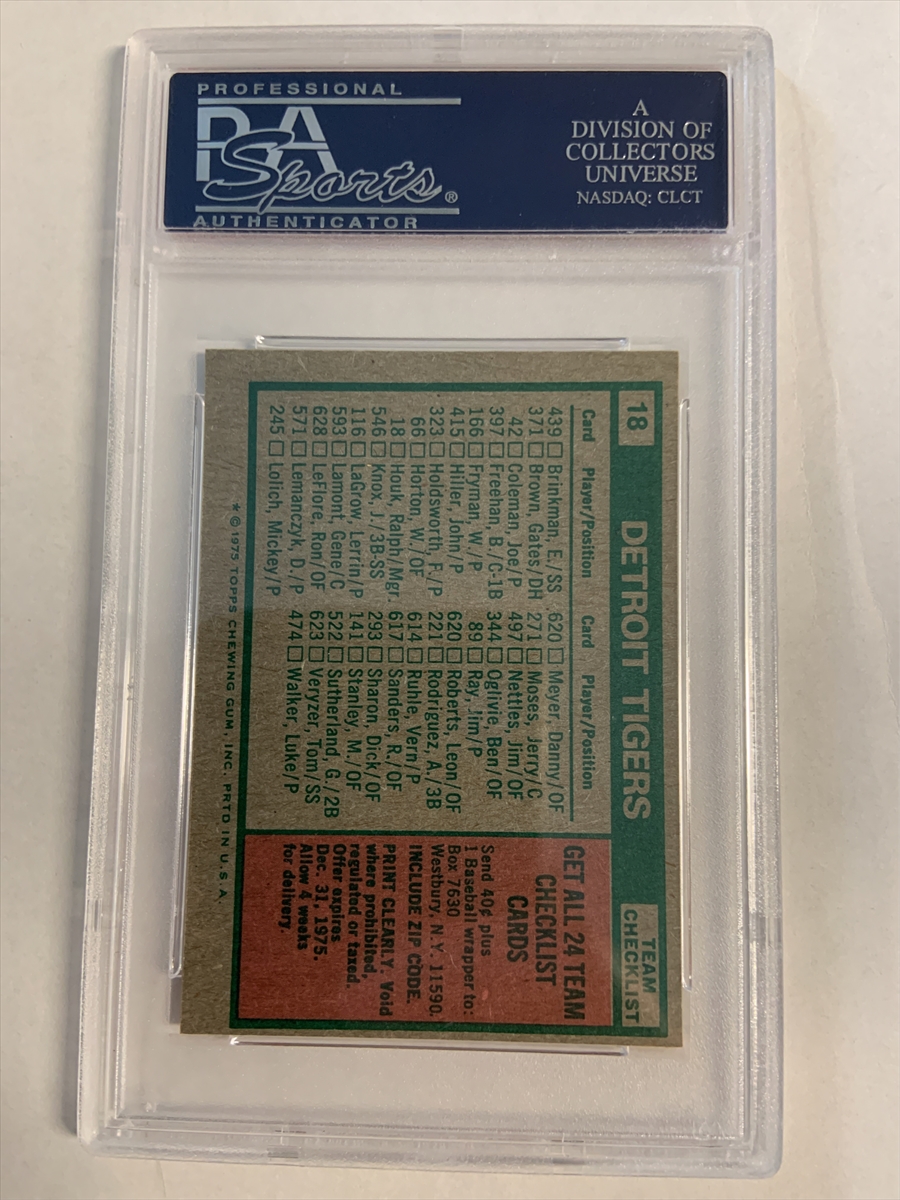 PROFESSIONAL
PSA
Sports®
AUTHENTICATOR
A
DIVISION OF
COLLECTORS
UNIVERSE
NASDAQ: CLCT
18
DETROIT TIGERS
TEAM
CHECKLIST
Card Player/Position Card Player/Position
439 □ Brinkman, E./SS 620 □ Meyer, Danny/OF
371 □ Brown, Gates/DH 271 □ Moses, Jerry/C
42 □ Coleman, Joe/P 497 □ Nettles, Jim/OF
397 □ Freehan, B./C-1B 344 □ Ogilvie, Ben/OF
166 □ Fryman, W./P 89 □ Ray, Jim/P
415 □ Hiller, John/P 620 □ Roberts, Leon/OF
323 □ Holdsworth, F./P 221 □ Rodriguez, A./3B
66 □ Horton, W./OF 614 □ Ruhle, Vern/P
18 □ Houk, Ralph/Mgr. 617 □ Sanders, R./OF
546 □ Knox, J./3B-SS 293 □ Sharon, Dick/OF
116 □ LaGrow, Lerrin/P 141 □ Stanley, M./OF
593 □ Lamont, Gene/C 522 □ Sutherland, G./2B
628 □ LeFlore, Ron/OF 623 □ Veryzer, Tom/SS
571 □ Lemanczyk, D./P 474 □ Walker, Luke/P
245 □ Lolich, Mickey/P
GET ALL 24 TEAM
CHECKLIST
CARDS
Send 40¢ plus
1 Baseball wrapper to:
Box 7630
Westbury, N.Y. 11590.
INCLUDE ZIP CODE.
PRINT CLEARLY. Void
where prohibited,
regulated or taxed.
Offer expires
Dec. 31, 1975.
Allow 4 weeks
for delivery.
* © 1975 TOPPS CHEWING GUM, INC. PRTD IN U.S.A.